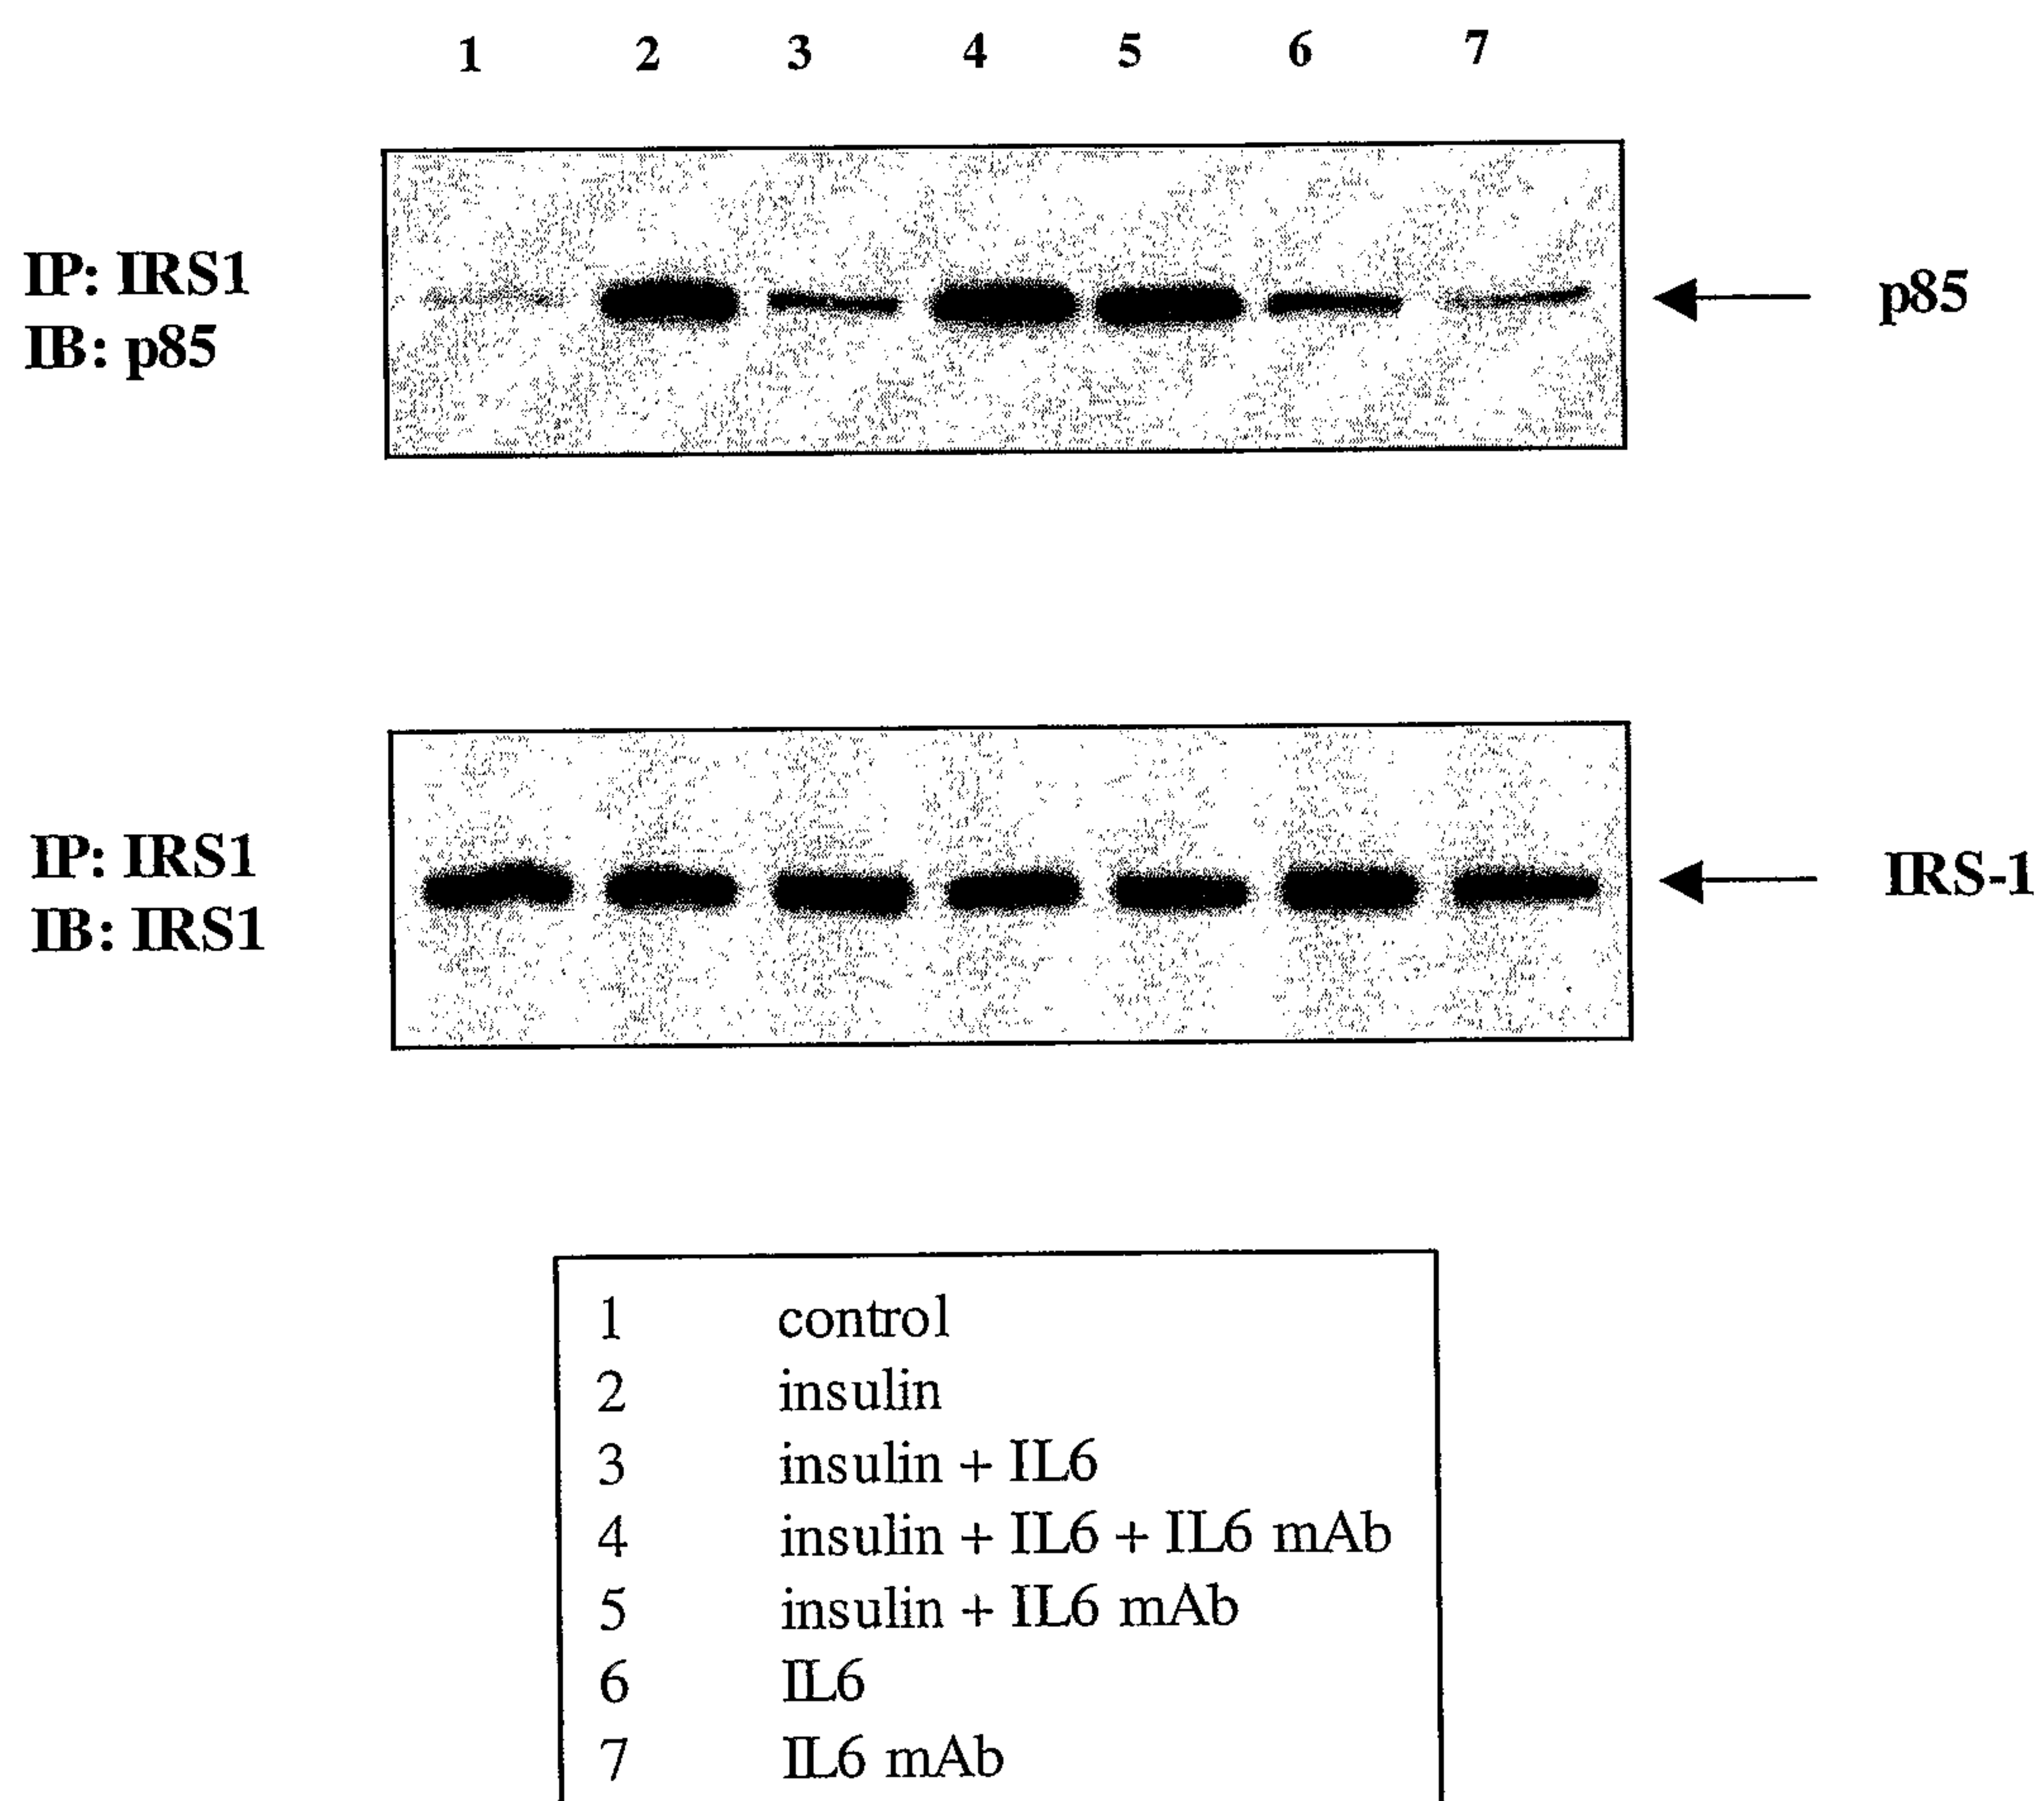 1 2 3 4 5 6 7
IP: IRS1
IB: p85
p85
IP: IRS1
IB: IRS1
IRS-1
1 control
2 insulin
3 insulin + IL6
4 insulin + IL6 + IL6 mAb
5 insulin + IL6 mAb
6 IL6
7 IL6 mAb